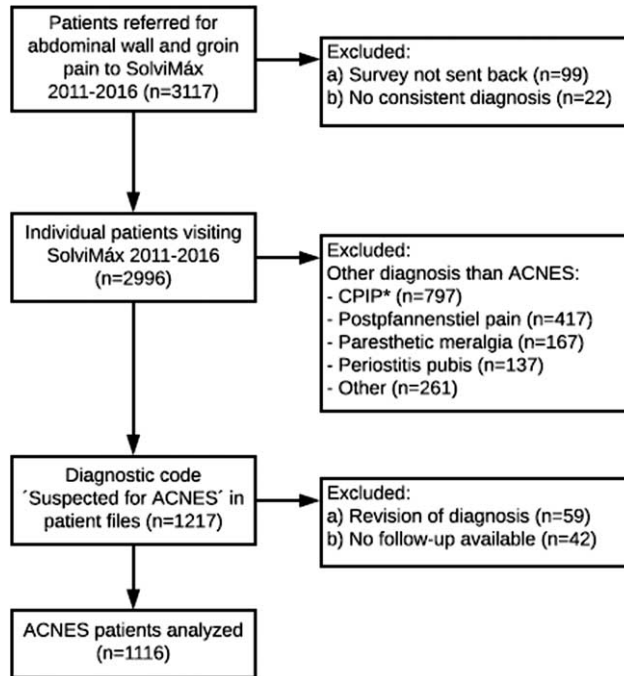 Patients referred for
abdominal wall and groin
pain to SolviMáx
2011-2016 (n=3117)
Excluded:
a) Survey not sent back (n=99)
b) No consistent diagnosis (n=22)
Individual patients visiting
SolviMáx 2011-2016
(n=2996)
Excluded:
Other diagnosis than ACNES:
- CPIP* (n=797)
- Postpfannenstiel pain (n=417)
- Paresthetic meralgia (n=167)
- Periostitis pubis (n=137)
- Other (n=261)
Diagnostic code
´Suspected for ACNES´ in
patient files (n=1217)
Excluded:
a) Revision of diagnosis (n=59)
b) No follow-up available (n=42)
ACNES patients analyzed
(n=1116)